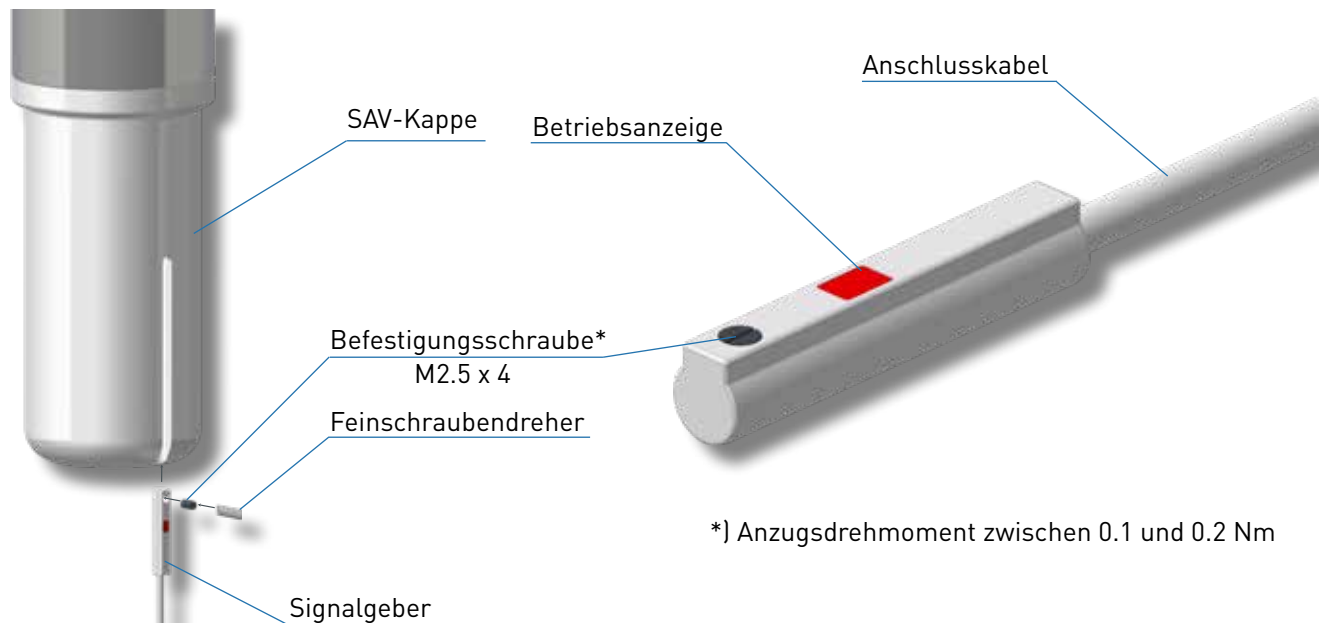 Anschlusskabel
SAV-Kappe
Betriebsanzeige
Befestigungsschraube*
M2.5 x 4
Feinschraubendreher
*) Anzugsdrehmoment zwischen 0.1 und 0.2 Nm
Signalgeber